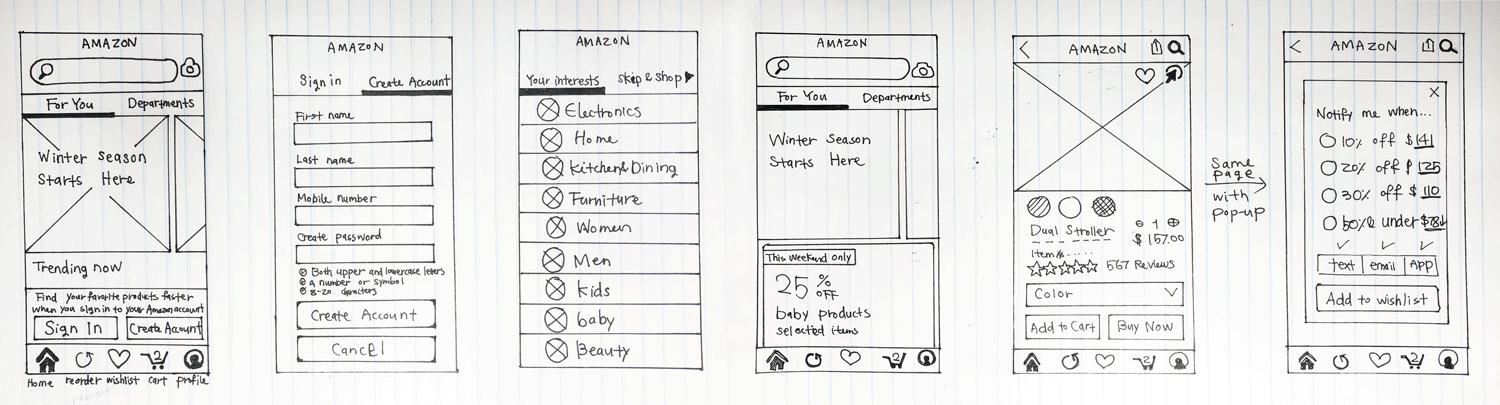 AMAZON
For You Departments
Winter Season
Starts Here
Trending now
Find your favorite products faster
when you sign in to your Amazon account
Sign In Create Account
2
Home reorder wishlist cart profile
AMAZON
Sign in Create Account
First name
Last name
Mobile number
Create password
Both upper and lowercase letters
a number or symbol
8-20 characters
Create Account
Cancel
AMAZON
Your interests Skip & Shop
Electronics
Home
Kitchen & Dining
Furniture
Women
Men
Kids
baby
Beauty
AMAZON
For You Departments
Winter Season
Starts Here
This Weekend only
25 % OFF
baby products
selected items
2
AMAZON
Dual Stroller
1
$157.00
567 Reviews
Color
Add to Cart Buy Now
2
Same
page
with
pop-up
AMAZON
X
Notify me when...
10% off $141
20% off $ 125
30% off $ 110
under
text email APP
Add to wishlist
2